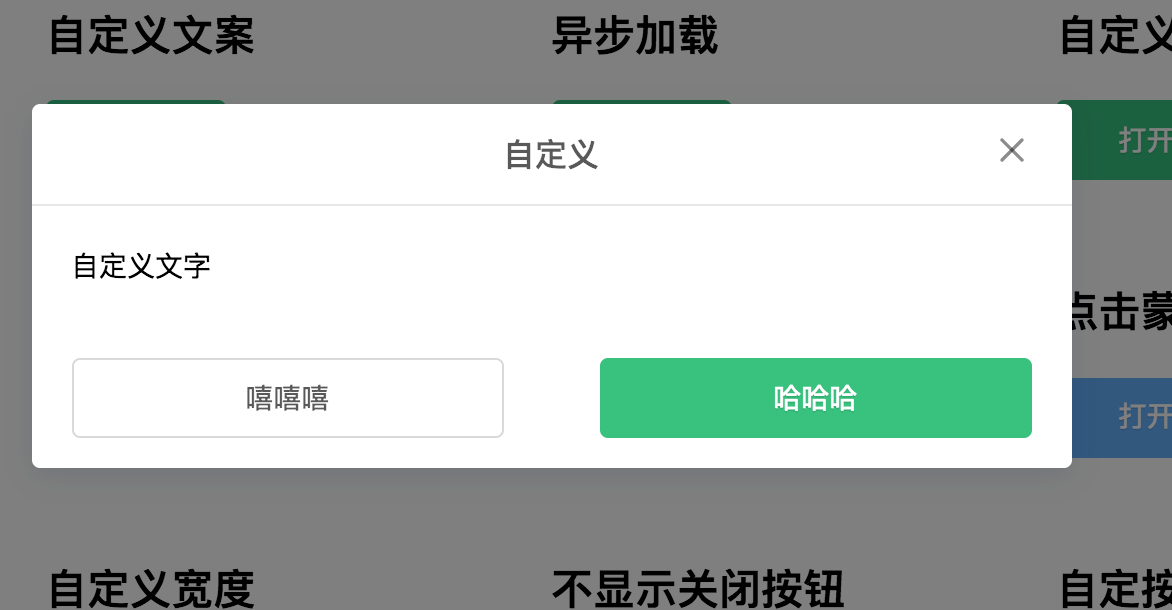 自定义文案
异步加载
自定义
打开
自定义
自定义文字
嘻嘻嘻
哈哈哈
点击蒙
打开
自定义宽度
不显示关闭按钮
自定按